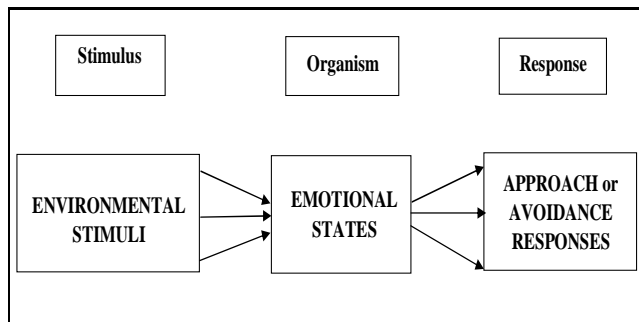 Stimulus
Organism
Response
ENVIRONMENTAL
STIMULI
EMOTIONAL
STATES
APPROACH or
AVOIDANCE
RESPONSES